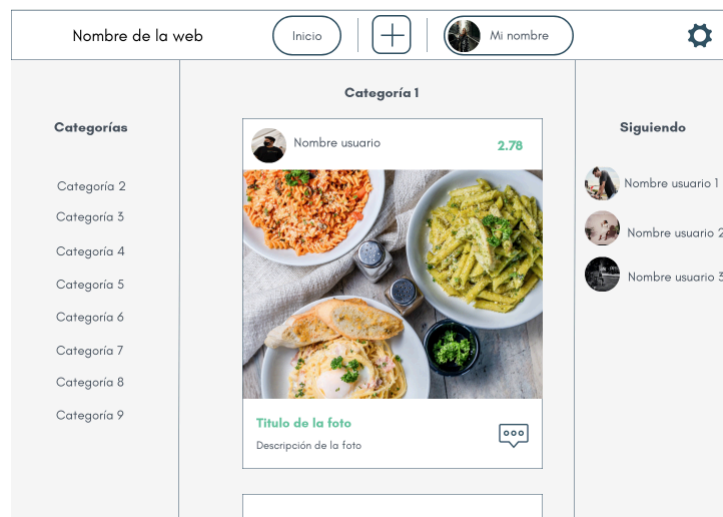 Nombre de la web
Inicio
Mi nombre
Categorías
Categoría 2
Categoría 3
Categoría 4
Categoría 5
Categoría 6
Categoría 7
Categoría 8
Categoría 9
Categoría 1
Nombre usuario
2.78
Titulo de la foto
Descripción de la foto
Siguiendo
Nombre usuario 1
Nombre usuario 2
Nombre usuario 3